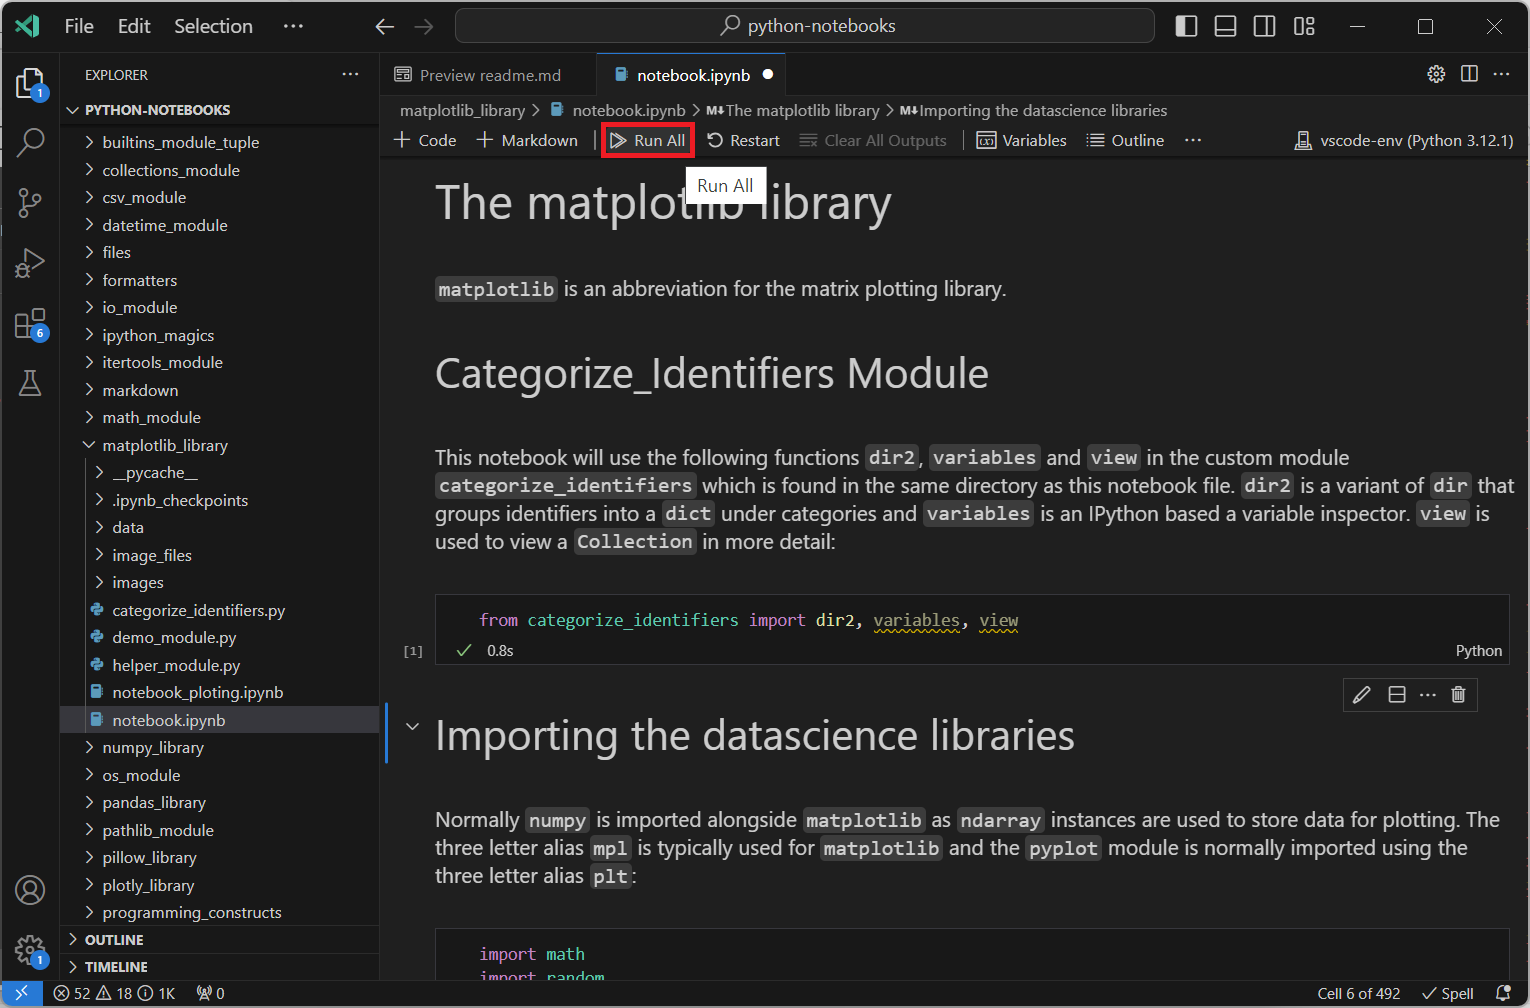 File Edit Selection ··· python-notebooks
EXPLORER ···
Preview readme.md notebook.ipynb
PYTHON-NOTEBOOKS
matplotlib_library > notebook.ipynb > M↓The matplotlib library > M↓Importing the datascience libraries
+ Code + Markdown Run All Restart Clear All Outputs Variables Outline ··· vscode-env (Python 3.12.1)
Run All
builtins_module_tuple
collections_module
csv_module
datetime_module
files
formatters
io_module
ipython_magics
itertools_module
markdown
math_module
matplotlib_library
__pycache__
.ipynb_checkpoints
data
image_files
images
categorize_identifiers.py
demo_module.py
helper_module.py
notebook_ploting.ipynb
notebook.ipynb
numpy_library
os_module
pandas_library
pathlib_module
pillow_library
plotly_library
programming_constructs
OUTLINE
TIMELINE
1
6
1
The matplotlib library
matplotlib is an abbreviation for the matrix plotting library.
Categorize_Identifiers Module
This notebook will use the following functions dir2, variables and view in the custom module
categorize_identifiers which is found in the same directory as this notebook file. dir2 is a variant of dir that
groups identifiers into a dict under categories and variables is an IPython based a variable inspector. view is
used to view a Collection in more detail:
from categorize_identifiers import dir2, variables, view
[1] 0.8s Python
Importing the datascience libraries
Normally numpy is imported alongside matplotlib as ndarray instances are used to store data for plotting. The
three letter alias mpl is typically used for matplotlib and the pyplot module is normally imported using the
three letter alias plt:
import math
import random
52 18 1K 0 Cell 6 of 492 Spell